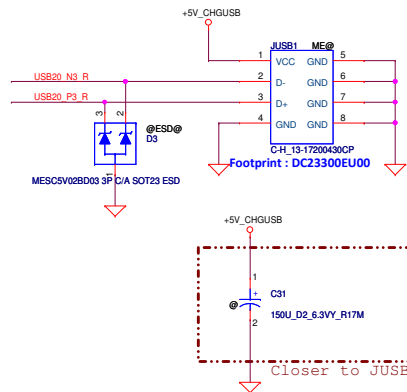 +5V_CHGUSB
JUSB1 ME@
1 VCC GND 5
USB20_N3_R 2 D- GND 6
USB20_P3_R 3 D+ GND 7
4 GND GND 8
C-H_13-17200430CP
Footprint : DC23300EU00
3 2 @ESD@
D3
1
MESC5V02BD03 3P C/A SOT23 ESD
+5V_CHGUSB
1
+ C31
@
150U_D2_6.3VY_R17M
2
Closer to JUSB